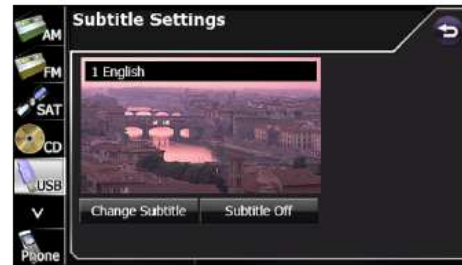 Subtitle Settings
AM
FM
SAT
CD
USB
Phone
1 English
Change Subtitle
Subtitle Off